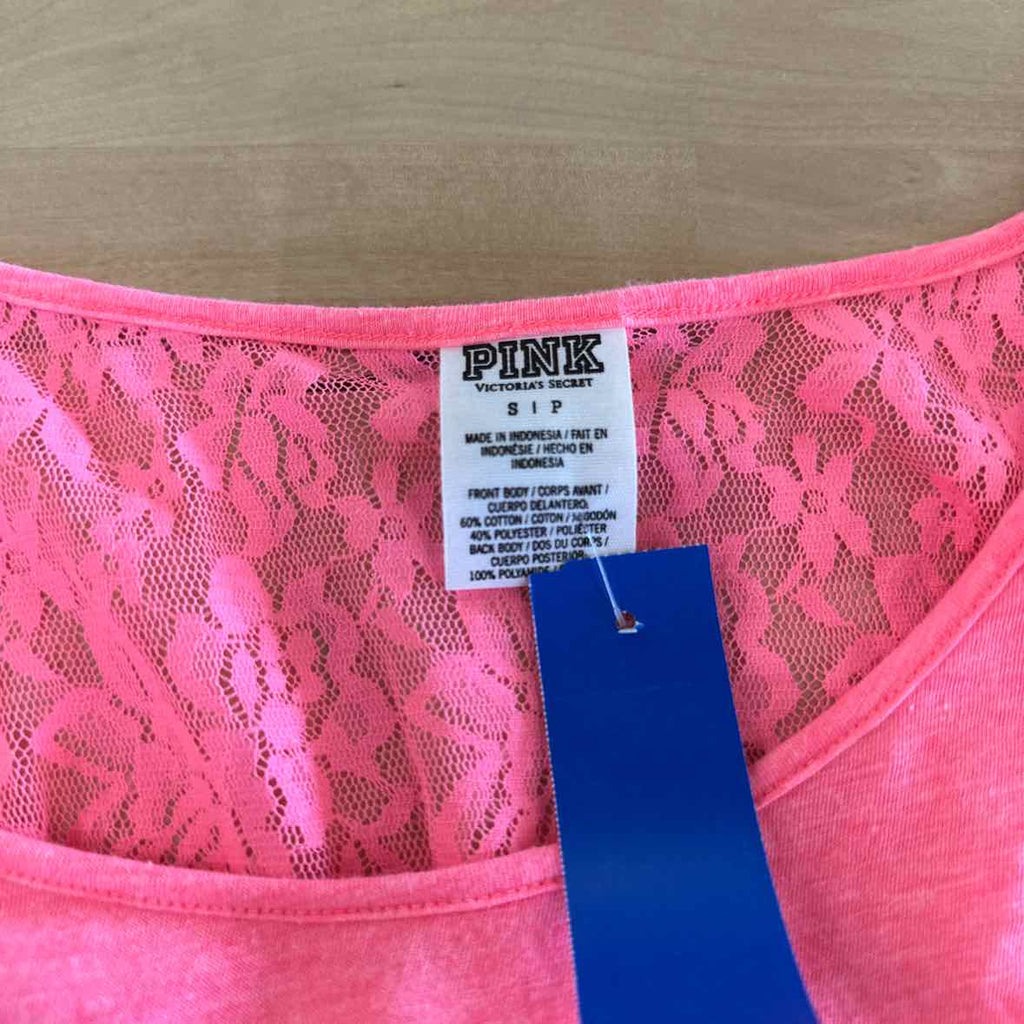 PINK
VICTORIA'S SECRET
S | P
MADE IN INDONESIA / FAIT EN
INDONÉSIE / HECHO EN
INDONESIA
FRONT BODY / CORPS AVANT /
CUERPO DELANTERO:
60% COTTON / COTON / ALGODÓN
40% POLYESTER / POLIÉSTER
BACK BODY / DOS DU CORPS /
CUERPO POSTERIOR
100% POLYAMIDE /